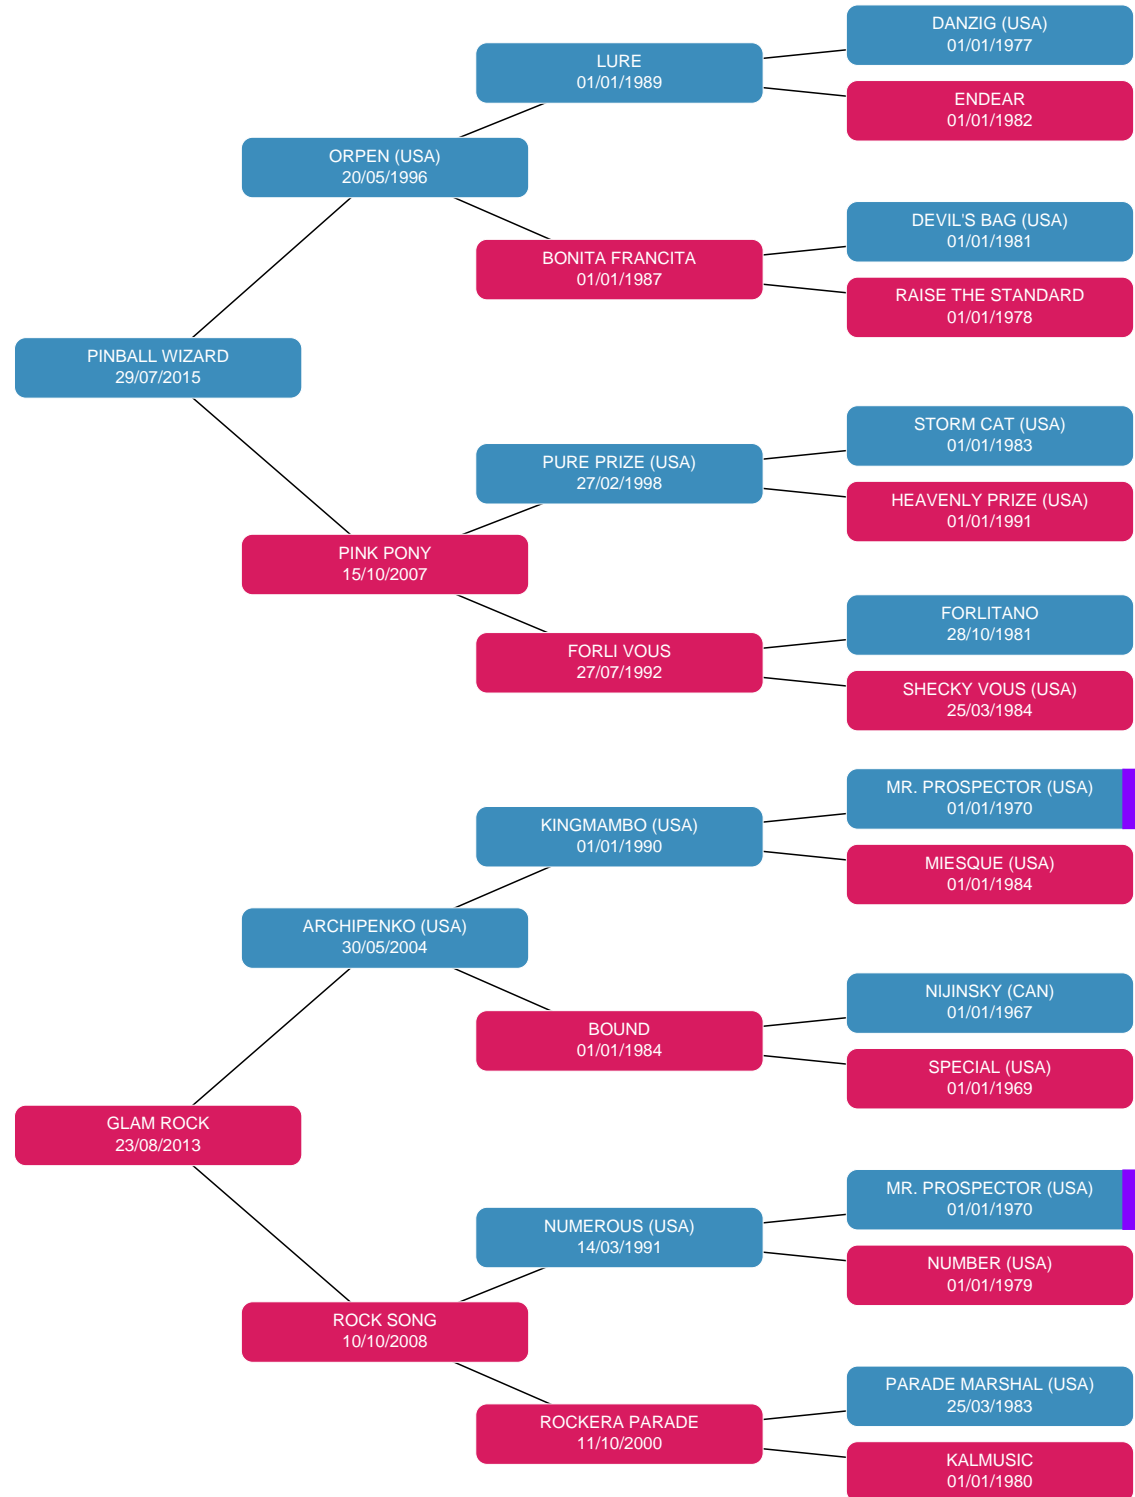 DANZIG (USA)
01/01/1977
LURE
01/01/1989
ENDEAR
01/01/1982
ORPEN (USA)
20/05/1996
DEVIL'S BAG (USA)
01/01/1981
BONITA FRANCITA
01/01/1987
RAISE THE STANDARD
01/01/1978
PINBALL WIZARD
29/07/2015
STORM CAT (USA)
01/01/1983
PURE PRIZE (USA)
27/02/1998
HEAVENLY PRIZE (USA)
01/01/1991
PINK PONY
15/10/2007
FORLITANO
28/10/1981
FORLI VOUS
27/07/1992
SHECKY VOUS (USA)
25/03/1984
MR. PROSPECTOR (USA)
01/01/1970
KINGMAMBO (USA)
01/01/1990
MIESQUE (USA)
01/01/1984
ARCHIPENKO (USA)
30/05/2004
NIJINSKY (CAN)
01/01/1967
BOUND
01/01/1984
SPECIAL (USA)
01/01/1969
GLAM ROCK
23/08/2013
MR. PROSPECTOR (USA)
01/01/1970
NUMEROUS (USA)
14/03/1991
NUMBER (USA)
01/01/1979
ROCK SONG
10/10/2008
PARADE MARSHAL (USA)
25/03/1983
ROCKERA PARADE
11/10/2000
KALMUSIC
01/01/1980